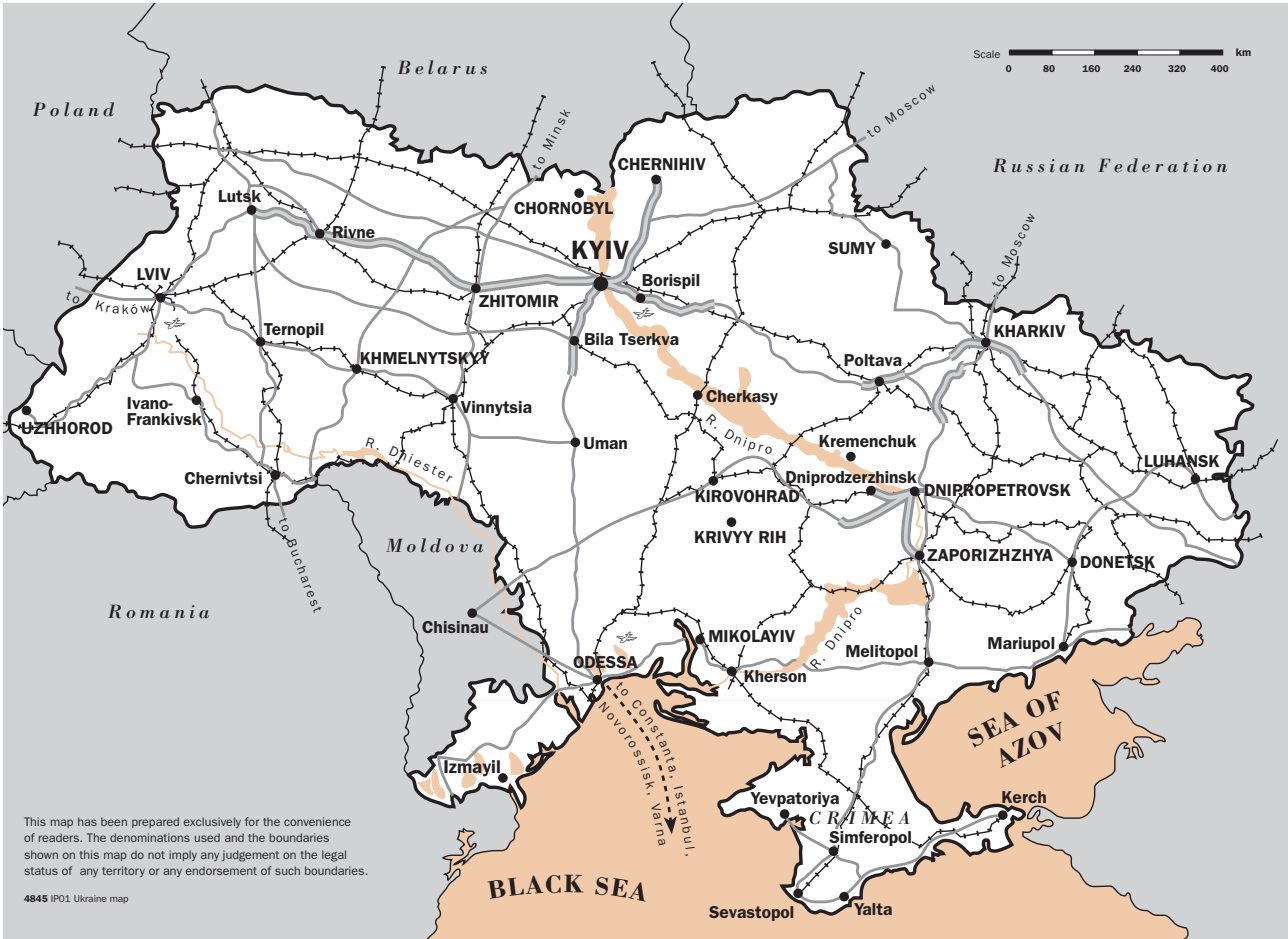 Scale
km
0 80 160 240 320 400
Belarus
Poland
to Minsk
to Moscow
Russian Federation
CHERNIHIV
CHORNOBYL
Lutsk
Rivne
KYIV
SUMY
to Moscow
LVIV
Borispil
to Kraków
ZHITOMIR
KHARKIV
Ternopil
Bila Tserkva
KHMELNYTSKYY
Poltava
Ivano-
Frankivsk
Vinnytsia
Cherkasy
UZHHOROD
R. Dnipro
Uman
Kremenchuk
R. Dniester
LUHANSK
Chernivtsi
Dniprodzerzhinsk
KIROVOHRAD
DNIPROPETROVSK
KRIVYY RIH
to Bucharest
Moldova
ZAPORIZHZHYA
DONETSK
Romania
Chisinau
R. Dnipro
MIKOLAYIV
Melitopol
Mariupol
ODESSA
Kherson
to Constanta, Istanbul,
Novorossisk, Varna
SEA OF
AZOV
Izmayil
Yevpatoriya
Kerch
CRIMEA
Simferopol
BLACK SEA
Sevastopol
Yalta
This map has been prepared exclusively for the convenience
of readers. The denominations used and the boundaries
shown on this map do not imply any judgement on the legal
status of any territory or any endorsement of such boundaries.
4845 IP01 Ukraine map